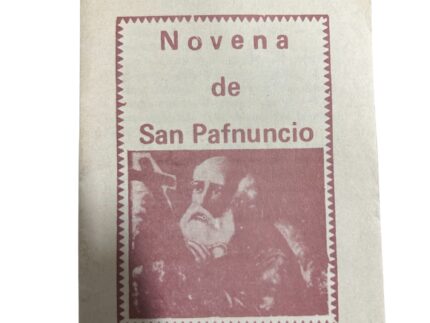 Novena
de
San Pafnuncio